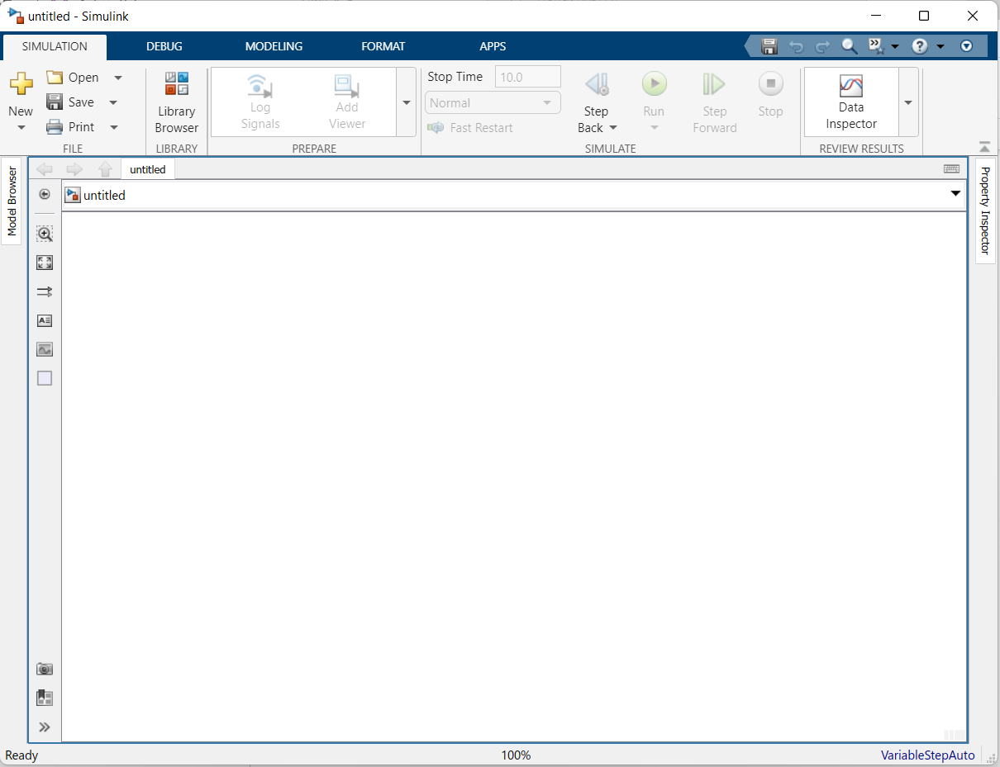 untitled - Simulink
SIMULATION DEBUG MODELING FORMAT APPS
New
Open
Save
Print
FILE
Library
Browser
LIBRARY
Log
Signals
Add
Viewer
PREPARE
Stop Time 10.0
Normal
Fast Restart
Step
Back
Run
Step
Forward
Stop
SIMULATE
Data
Inspector
REVIEW RESULTS
Model Browser
untitled
untitled
Property Inspector
Ready 100% VariableStepAuto